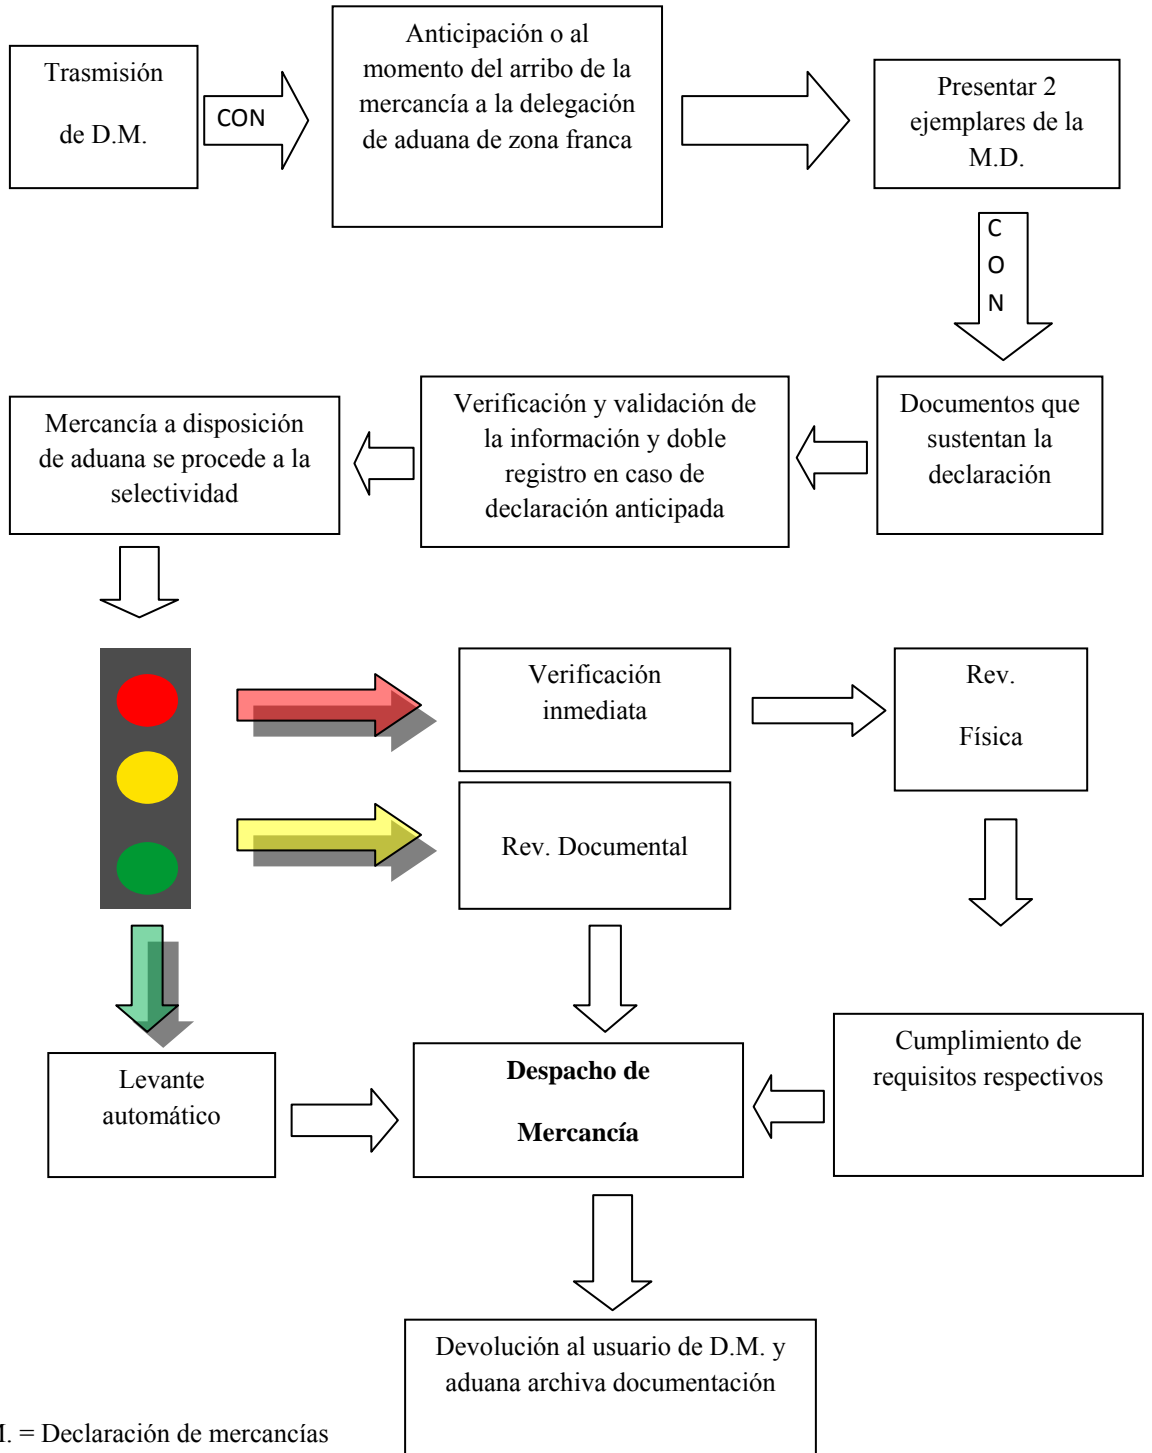 Trasmisión
de D.M.
CON
Anticipación o al
momento del arribo de la
mercancía a la delegación
de aduana de zona franca
Presentar 2
ejemplares de la
M.D.
C
O
N
Documentos que
sustentan la
declaración
Verificación y validación de
la información y doble
registro en caso de
declaración anticipada
Mercancía a disposición
de aduana se procede a la
selectividad
Verificación
inmediata
Rev.
Física
Rev. Documental
Levante
automático
Despacho de
Mercancía
Cumplimiento de
requisitos respectivos
Devolución al usuario de D.M. y
aduana archiva documentación
M. = Declaración de mercancías